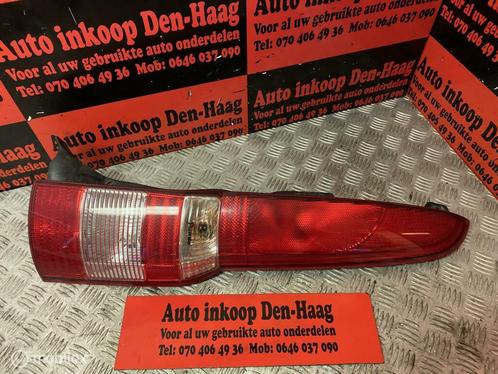 Auto inkoop Den-Haag
Voor al uw gebruikte auto onderdelen
Tel: 070 406 49 36 Mob: 0646 037 090
Auto inkoop Den-Haag
Voor al uw gebruikte auto onderdelen
Tel: 070 406 49 36 Mob: 0646 037 090
Auto inkoop Den-Haag
Voor al uw gebruikte auto onderdelen
Tel: 070 406 49 36 Mob: 0646 037 090
Auto inkoop Den-Haag
Voor al uw gebruikte auto onderdelen
Tel: 070 406 49 36 Mob: 0646 037 090